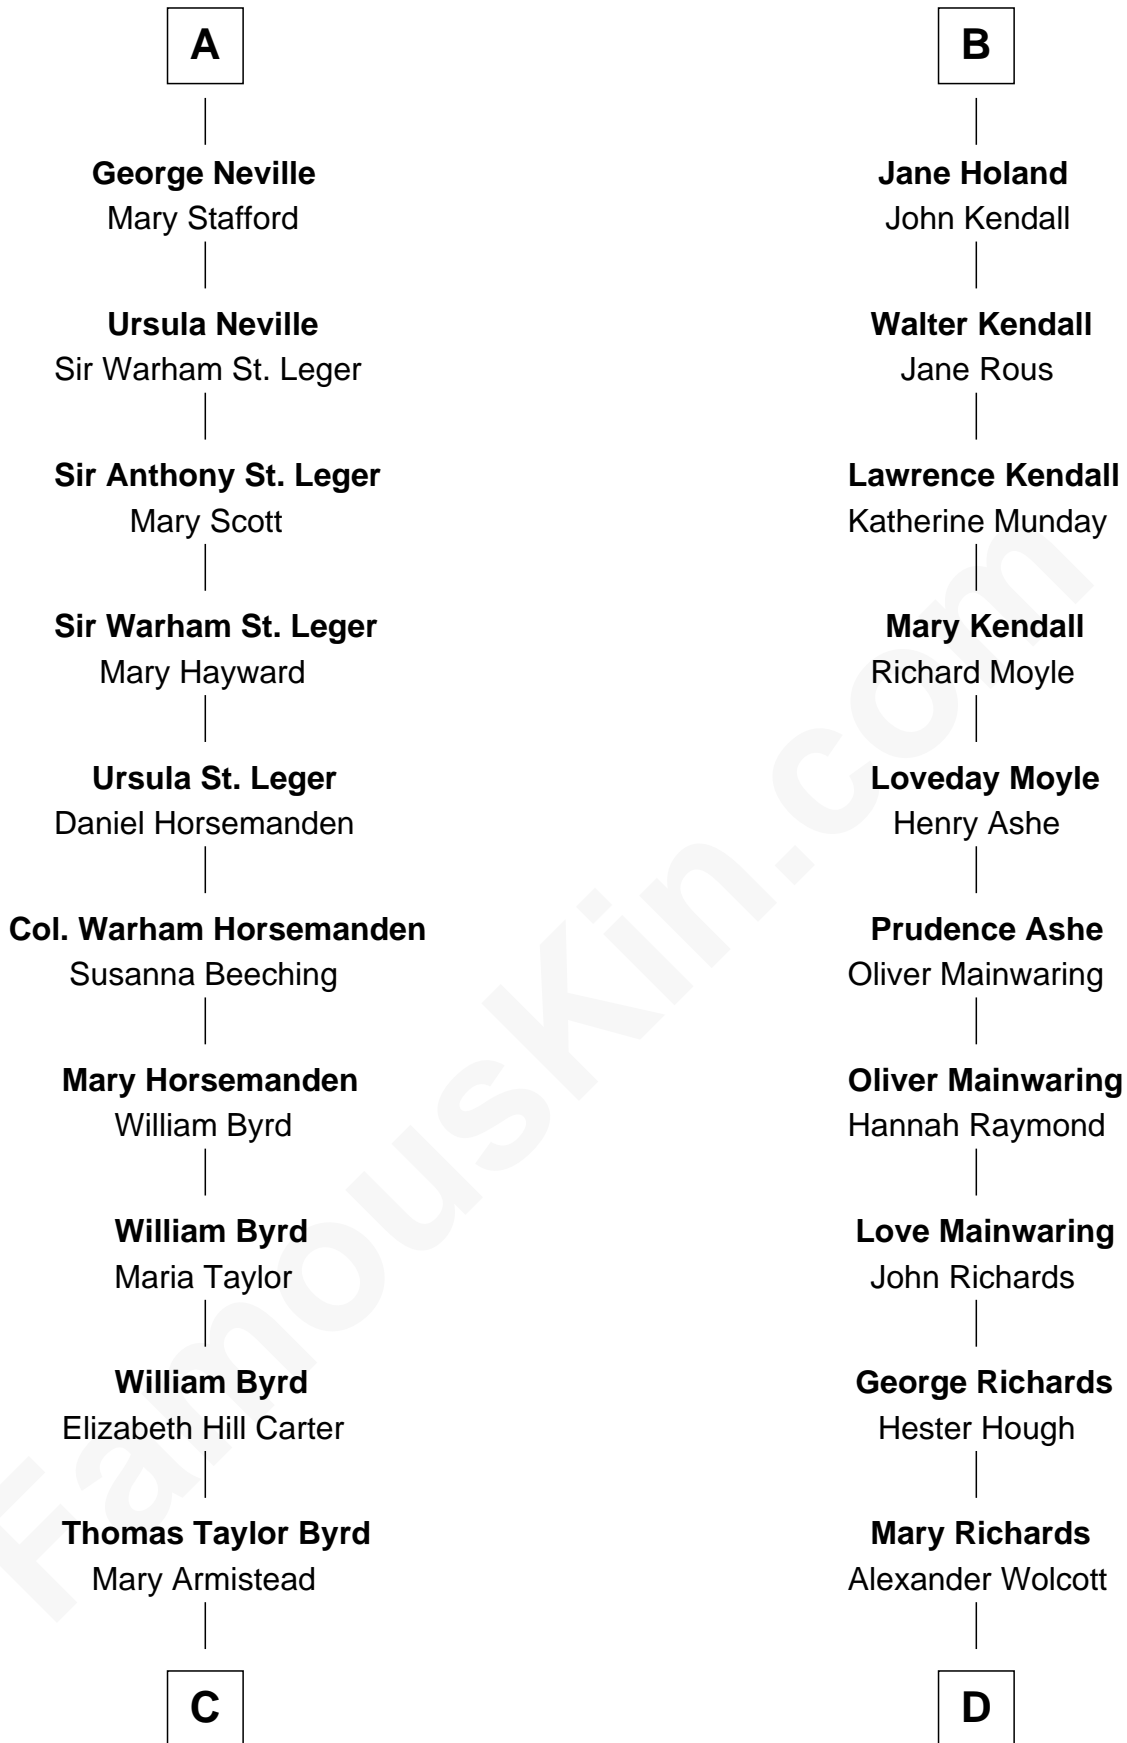 A
George Neville
Mary Stafford
Ursula Neville
Sir Warham St. Leger
Sir Anthony St. Leger
Mary Scott
Sir Warham St. Leger
Mary Hayward
Ursula St. Leger
Daniel Horsemanden
Col. Warham Horsemanden
Susanna Beeching
Mary Horsemanden
William Byrd
William Byrd
Maria Taylor
William Byrd
Elizabeth Hill Carter
Thomas Taylor Byrd
Mary Armistead
C
B
Jane Holand
John Kendall
Walter Kendall
Jane Rous
Lawrence Kendall
Katherine Munday
Mary Kendall
Richard Moyle
Loveday Moyle
Henry Ashe
Prudence Ashe
Oliver Mainwaring
Oliver Mainwaring
Hannah Raymond
Love Mainwaring
John Richards
George Richards
Hester Hough
Mary Richards
Alexander Wolcott
D
FamousKin.com